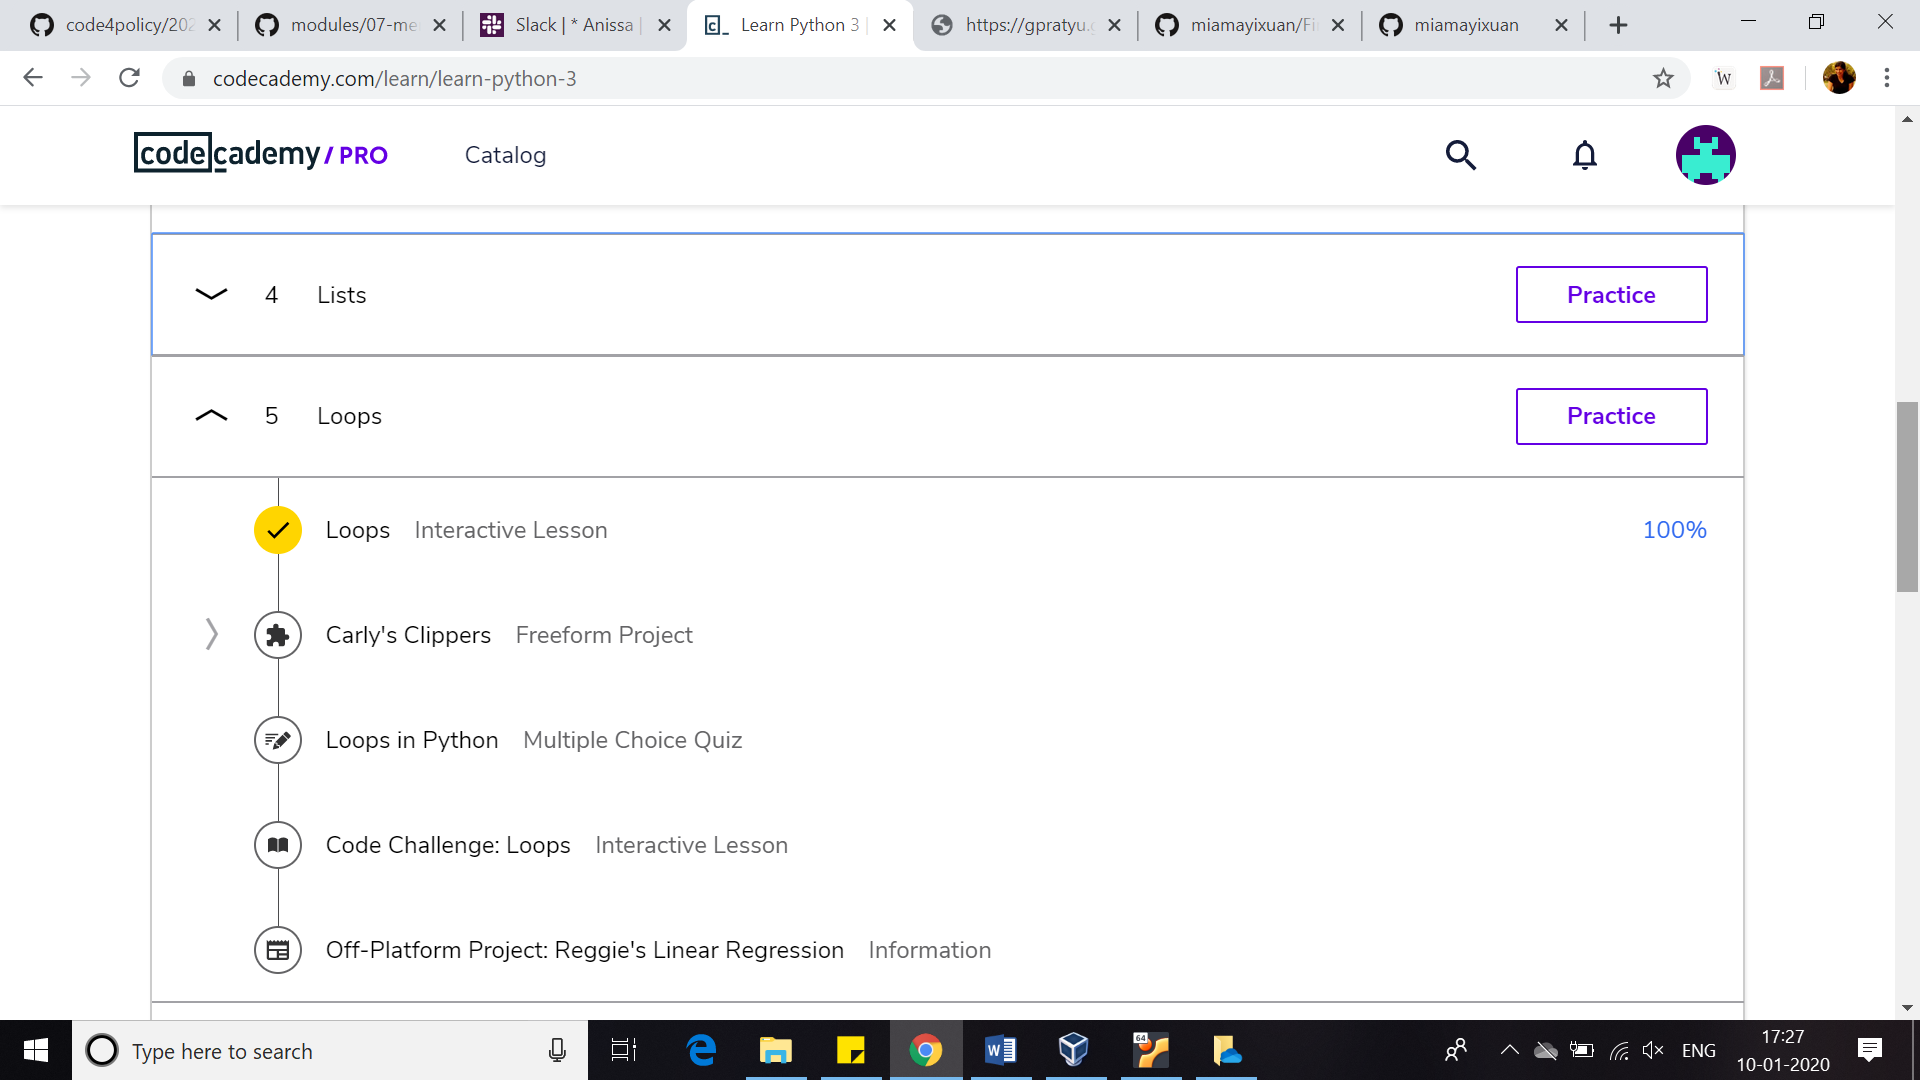 code4policy/202
modules/07-me
Slack | * Anissa |
Learn Python 3 |
https://gpratyu.g
miamayixuan/Fi
miamayixuan
codecademy.com/learn/learn-python-3
W
codecademy / PRO
Catalog
4 Lists Practice
5 Loops Practice
Loops Interactive Lesson 100%
Carly's Clippers Freeform Project
Loops in Python Multiple Choice Quiz
Code Challenge: Loops Interactive Lesson
Off-Platform Project: Reggie's Linear Regression Information
Type here to search
64
ENG
17:27
10-01-2020